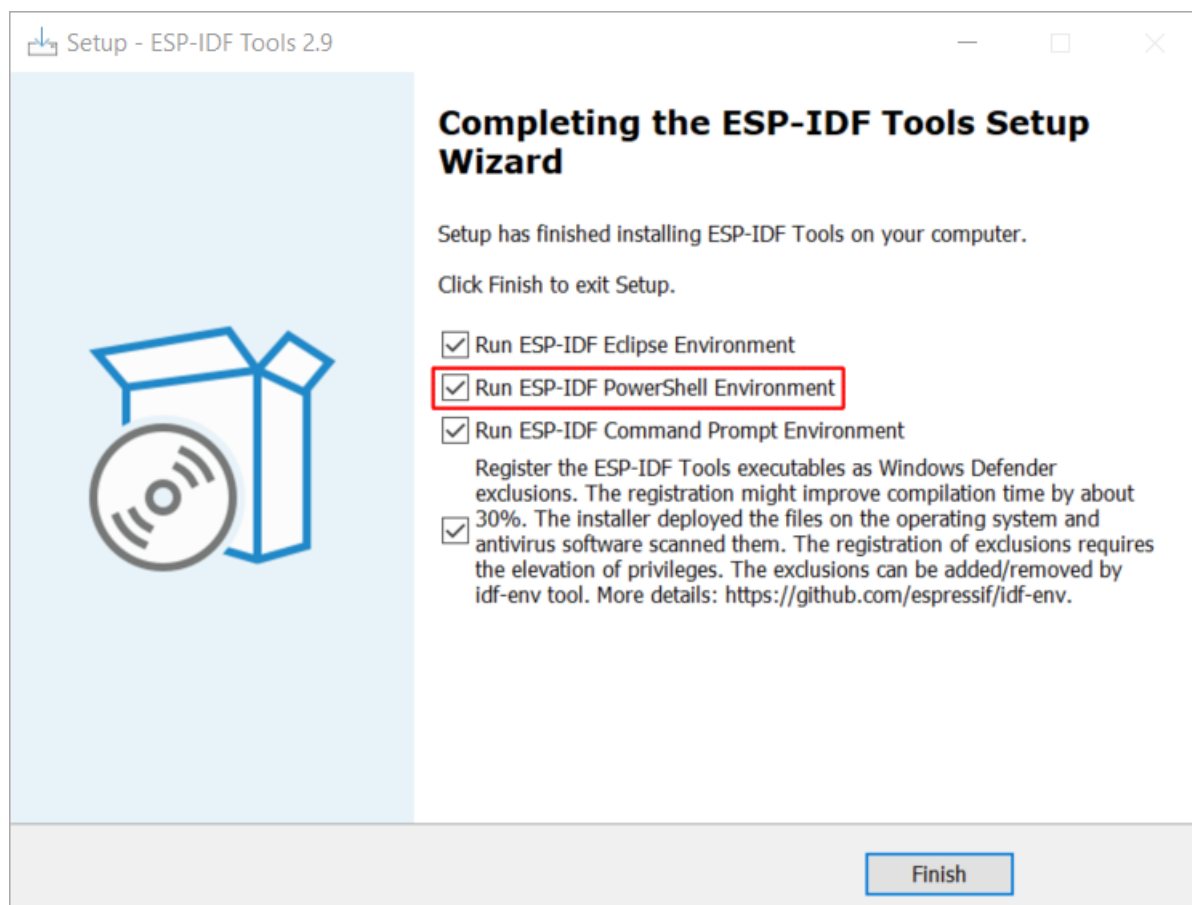 Setup - ESP-IDF Tools 2.9
Completing the ESP-IDF Tools Setup
Wizard
Setup has finished installing ESP-IDF Tools on your computer.
Click Finish to exit Setup.
Run ESP-IDF Eclipse Environment
Run ESP-IDF PowerShell Environment
Run ESP-IDF Command Prompt Environment
Register the ESP-IDF Tools executables as Windows Defender
exclusions. The registration might improve compilation time by about
30%. The installer deployed the files on the operating system and
antivirus software scanned them. The registration of exclusions requires
the elevation of privileges. The exclusions can be added/removed by
idf-env tool. More details: https://github.com/espressif/idf-env.
Finish